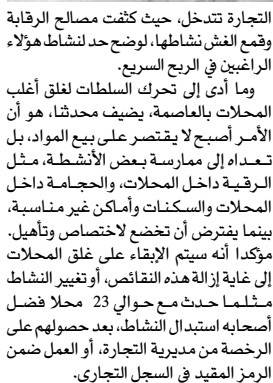 التجارة تتدخل، حيث كثفت مصالح الرقابة
وقمع الغش نشاطها، لوضع حد لنشاط هؤلاء
الراغبين في الربح السريع.
وما أدى إلى تحرك السلطات لغلق أغلب
المحلات بالعاصمة، يضيف محدثنا، هو أن
الأمر أصبح لا يقتصر على بيع المواد، بل
تعداه إلى ممارسة بعض الأنشطة، مثل
الرقية داخل المحلات، والحجامة داخل
المحلات والسكنات وأماكن غير مناسبة،
بينما يفترض أن تخضع لاختصاص وتأهيل.
مؤكدا أنه سيتم الإبقاء على غلق المحلات
إلى غاية إزالة هذه النقائص، أو تغيير النشاط
مثلما حدث مع حوالي 23 محلا فضل
أصحابه استبدال النشاط، بعد حصولهم على
الرخصة من مديرية التجارة، أو العمل ضمن
الرمز المقيد في السجل التجاري.